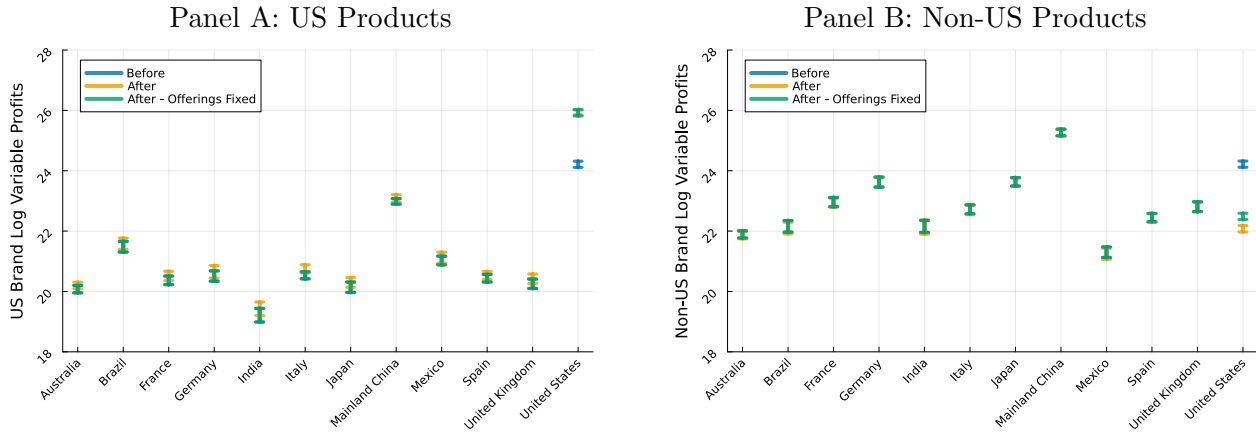 Panel A: US Products
US Brand Log Variable Profits
28
26
24
22
20
18
Before
After
After - Offerings Fixed
Australia
Brazil
France
Germany
India
Italy
Japan
Mainland China
Mexico
Spain
United Kingdom
United States
Panel B: Non-US Products
Non-US Brand Log Variable Profits
28
26
24
22
20
18
Before
After
After - Offerings Fixed
Australia
Brazil
France
Germany
India
Italy
Japan
Mainland China
Mexico
Spain
United Kingdom
United States